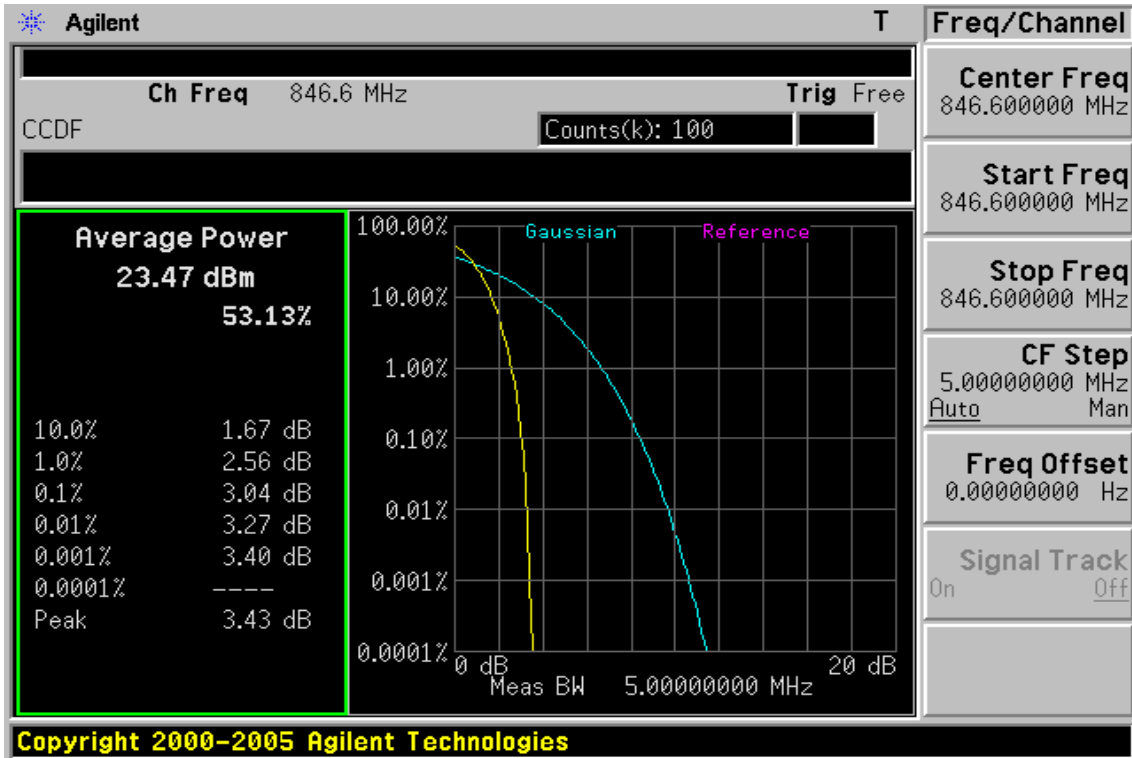 Agilent T
Freq/Channel
Ch Freq 846.6 MHz Trig Free
CCDF Counts(k): 100
Average Power
23.47 dBm
53.13%
10.0% 1.67 dB
1.0% 2.56 dB
0.1% 3.04 dB
0.01% 3.27 dB
0.001% 3.40 dB
0.0001% ----
Peak 3.43 dB
Gaussian Reference
100.00%
10.00%
1.00%
0.10%
0.01%
0.001%
0.0001%
0 dB 20 dB
Meas BW 5.00000000 MHz
Center Freq
846.600000 MHz
Start Freq
846.600000 MHz
Stop Freq
846.600000 MHz
CF Step
5.00000000 MHz
Auto Man
Freq Offset
0.00000000 Hz
Signal Track
On Off
Copyright 2000-2005 Agilent Technologies